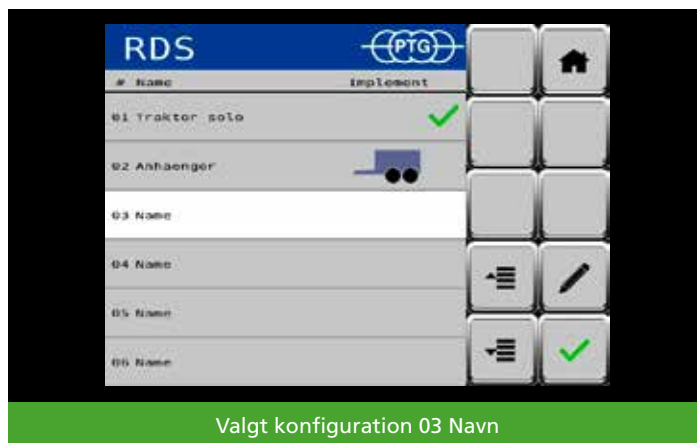 RDS PTG
# Name Implement
01 Traktor solo
02 Anhaenger
03 Name
04 Name
05 Name
06 Name
Valgt konfiguration 03 Navn